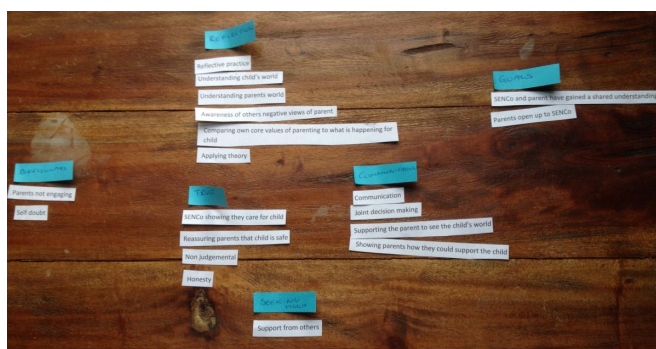 REFLECTION
Reflective practice
Understanding child's world
Understanding parents world
Awareness of others negative views of parent
Comparing own core values of parenting to what is happening for
child
Applying theory
GOALS
SENCo and parent have gained a shared understanding
Parents open up to SENCo
Parents not engaging
Self doubt
TRUST
SENCo showing they care for child
Reassuring parents that child is safe
Non judgemental
Honesty
COMMUNICATION
Communication
Joint decision making
Supporting the parent to see the child's world
Showing parents how they could support the child
Support from others